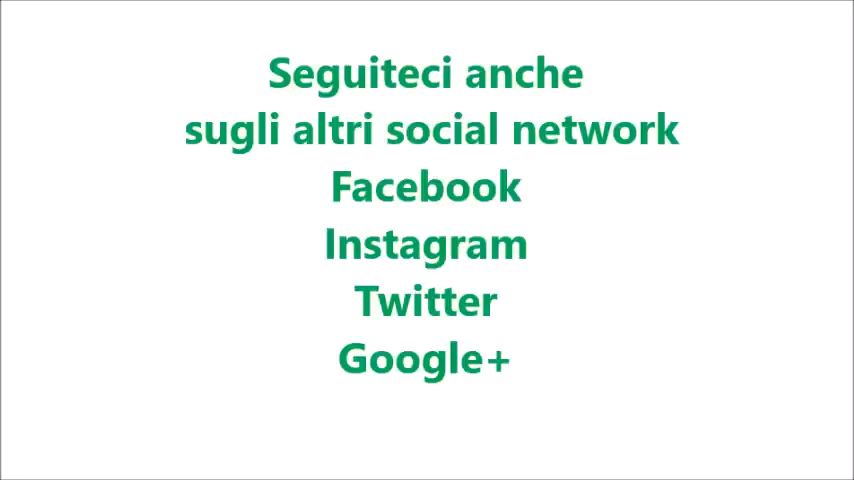 Seguiteci anche
sugli altri social network
Facebook
Instagram
Twitter
Google+